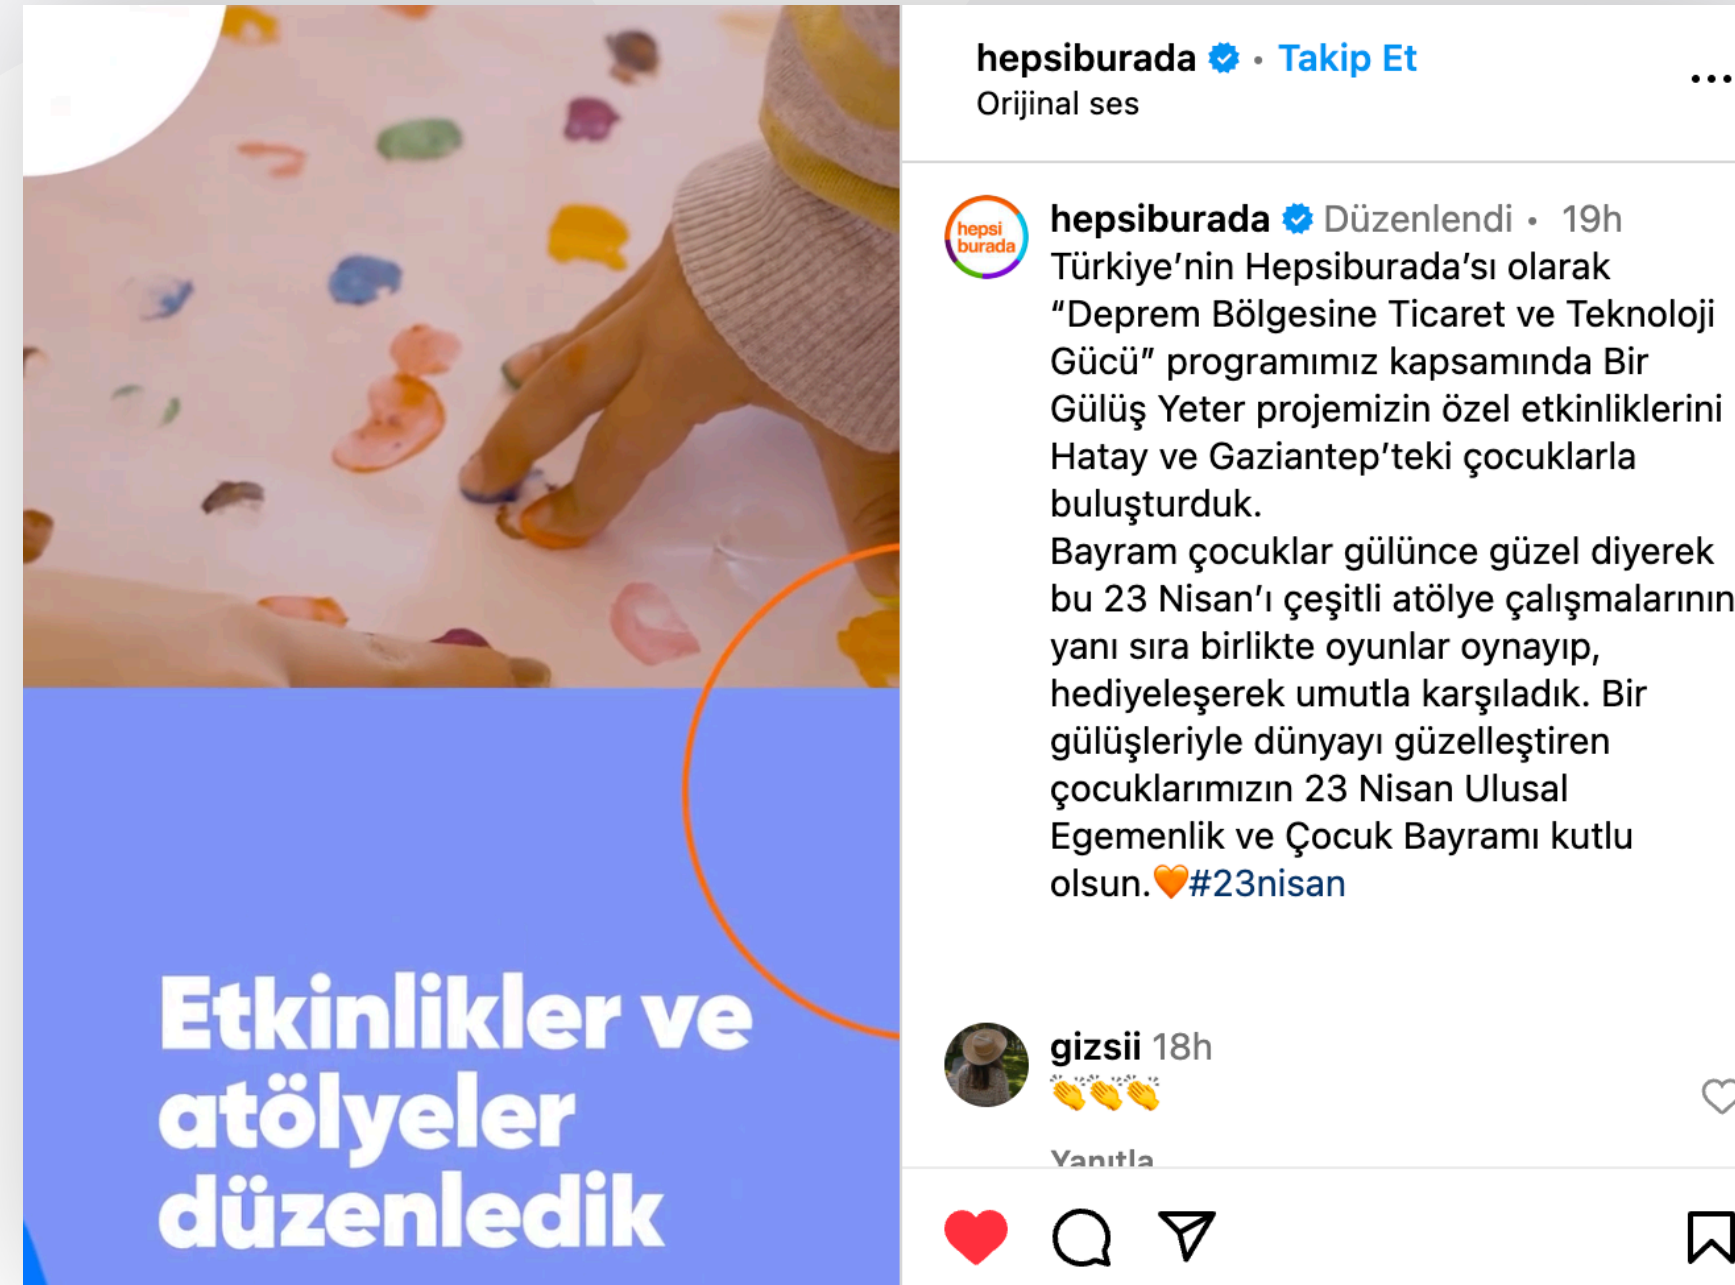 hepsiburada • Takip Et
Orijinal ses
hepsi
burada
hepsiburada Düzenlendi • 19h
Türkiye’nin Hepsiburada’sı olarak
“Deprem Bölgesine Ticaret ve Teknoloji
Gücü” programımız kapsamında Bir
Gülüş Yeter projemizin özel etkinliklerini
Hatay ve Gaziantep’teki çocuklarla
buluşturduk.
Bayram çocuklar gülünce güzel diyerek
bu 23 Nisan’ı çeşitli atölye çalışmalarının
yanı sıra birlikte oyunlar oynayıp,
hediyeleşerek umutla karşıladık. Bir
gülüşleriyle dünyayı güzelleştiren
çocuklarımızın 23 Nisan Ulusal
Egemenlik ve Çocuk Bayramı kutlu
olsun.🧡#23nisan
gizsii 18h
👏👏👏
Yanıtla
Etkinlikler ve
atölyeler
düzenledik